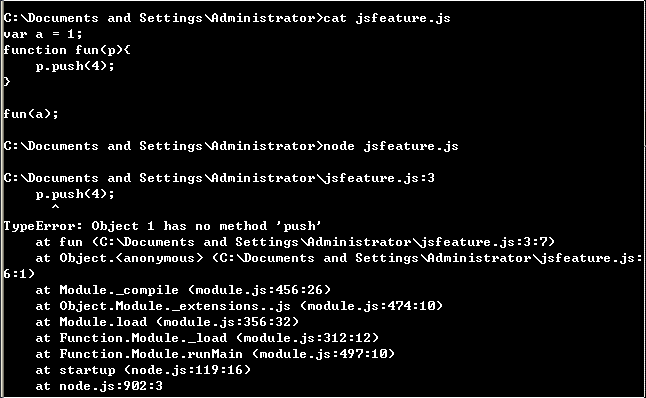 C:\Documents and Settings\Administrator>cat jsfeature.js
var a = 1;
function fun(p){
    p.push(4);
}
fun(a);
C:\Documents and Settings\Administrator>node jsfeature.js
C:\Documents and Settings\Administrator\jsfeature.js:3
    p.push(4);
      ^
TypeError: Object 1 has no method 'push'
    at fun (C:\Documents and Settings\Administrator\jsfeature.js:3:7)
    at Object.<anonymous> (C:\Documents and Settings\Administrator\jsfeature.js:
6:1)
    at Module._compile (module.js:456:26)
    at Object.Module._extensions..js (module.js:474:10)
    at Module.load (module.js:356:32)
    at Function.Module._load (module.js:312:12)
    at Function.Module.runMain (module.js:497:10)
    at startup (node.js:119:16)
    at node.js:902:3